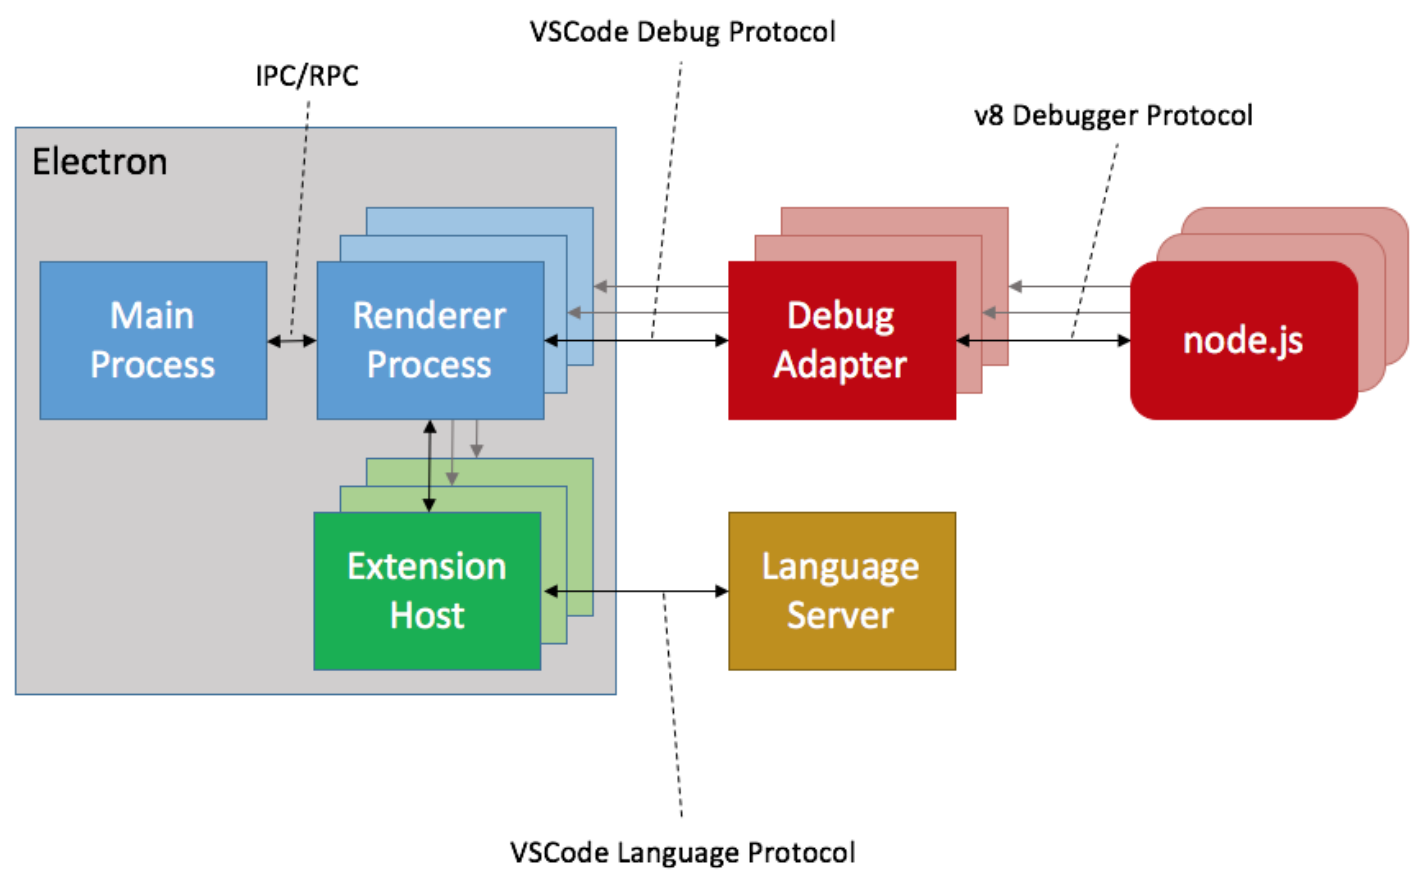 VSCode Debug Protocol
IPC/RPC
v8 Debugger Protocol
Electron
Main
Process
Renderer
Process
Debug
Adapter
node.js
Extension
Host
Language
Server
VSCode Language Protocol